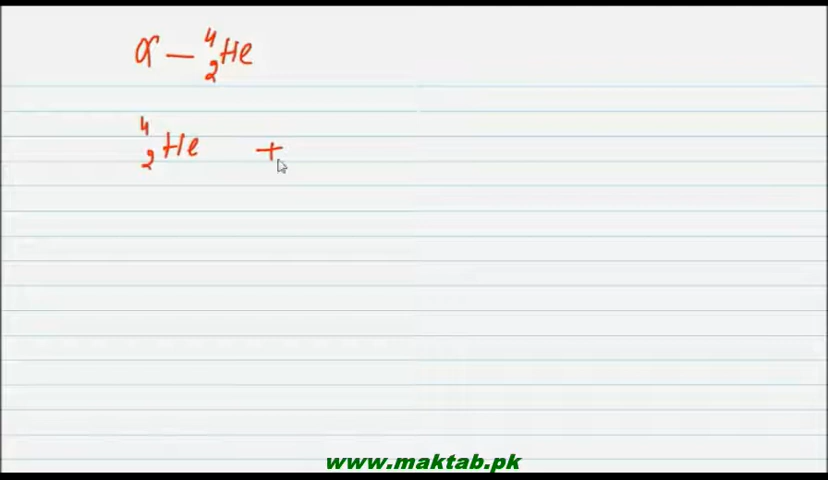 α — ⁴₂He
⁴₂He +
www.maktab.pk